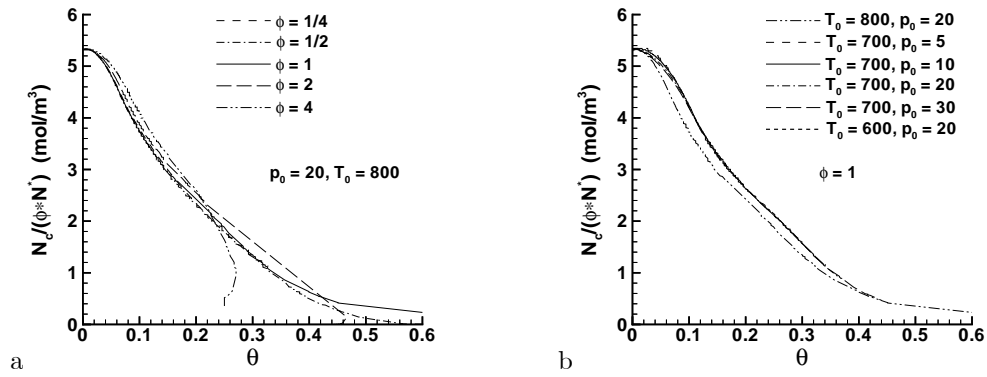 6
5
4
3
2
1
0
0 0.1 0.2 0.3 0.4 0.5 0.6
N_c/(ϕ*N^*) (mol/m^3)
θ
ϕ = 1/4
ϕ = 1/2
ϕ = 1
ϕ = 2
ϕ = 4
p_0 = 20, T_0 = 800
a
6
5
4
3
2
1
0
0 0.1 0.2 0.3 0.4 0.5 0.6
N_c/(ϕ*N^*) (mol/m^3)
θ
T_0 = 800, p_0 = 20
T_0 = 700, p_0 = 5
T_0 = 700, p_0 = 10
T_0 = 700, p_0 = 20
T_0 = 700, p_0 = 30
T_0 = 600, p_0 = 20
ϕ = 1
b